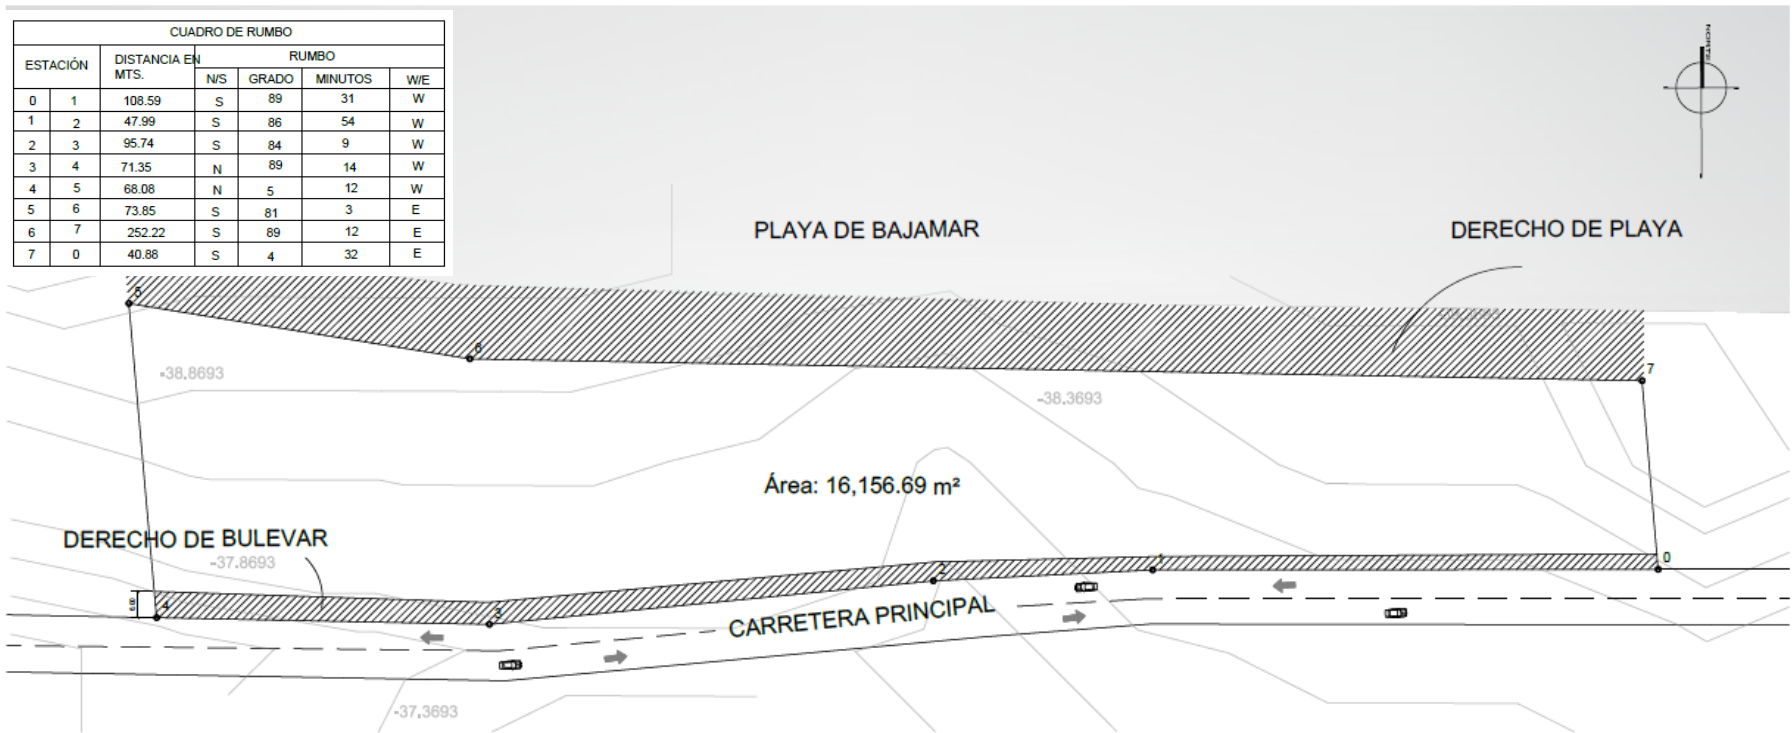 CUADRO DE RUMBO
ESTACIÓN DISTANCIA EN MTS. RUMBO
N/S GRADO MINUTOS W/E
0 1 108.59 S 89 31 W
1 2 47.99 S 86 54 W
2 3 95.74 S 84 9 W
3 4 71.35 N 89 14 W
4 5 68.08 N 5 12 W
5 6 73.85 S 81 3 E
6 7 252.22 S 89 12 E
7 0 40.88 S 4 32 E
NORTE
PLAYA DE BAJAMAR
DERECHO DE PLAYA
5
6
7
-38.8693
-38.3693
Área: 16,156.69 m²
DERECHO DE BULEVAR
-37.8693
0
1
2
3
4
CARRETERA PRINCIPAL
-37.3693